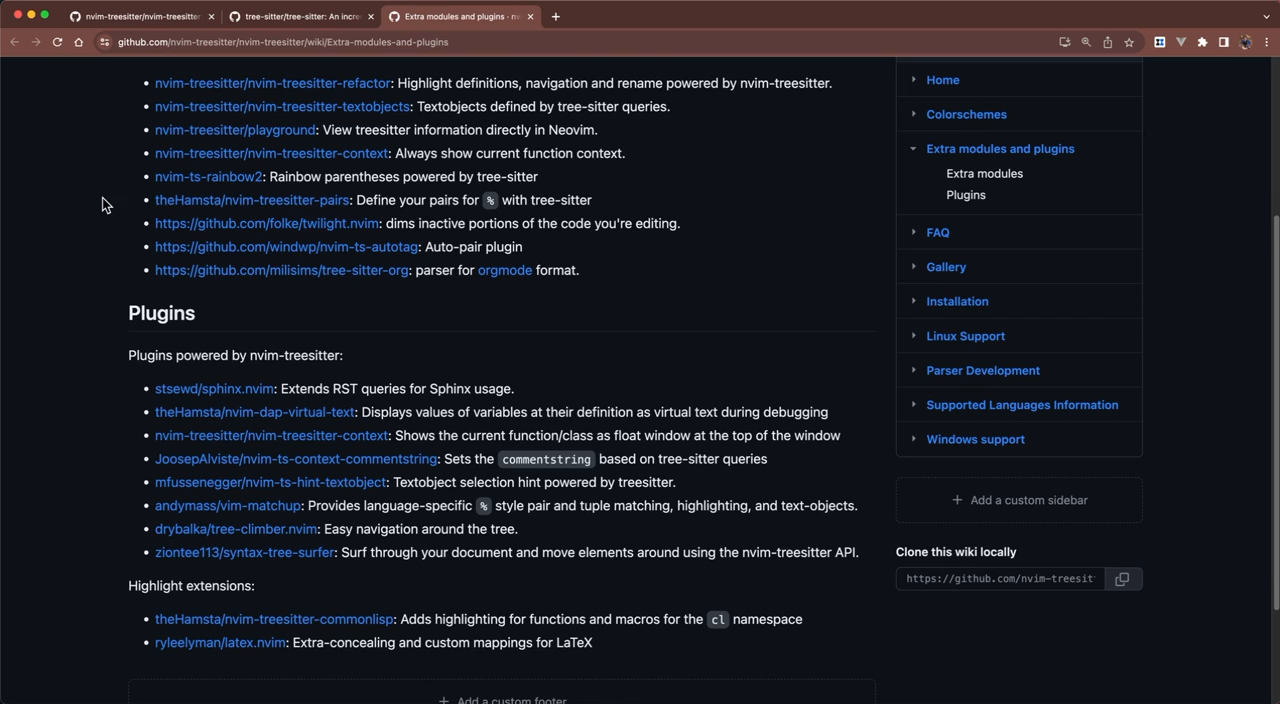 nvim-treesitter/nvim-treesitter
tree-sitter/tree-sitter: An incre
Extra modules and plugins · nv
github.com/nvim-treesitter/nvim-treesitter/wiki/Extra-modules-and-plugins
nvim-treesitter/nvim-treesitter-refactor: Highlight definitions, navigation and rename powered by nvim-treesitter.
nvim-treesitter/nvim-treesitter-textobjects: Textobjects defined by tree-sitter queries.
nvim-treesitter/playground: View treesitter information directly in Neovim.
nvim-treesitter/nvim-treesitter-context: Always show current function context.
nvim-ts-rainbow2: Rainbow parentheses powered by tree-sitter
theHamsta/nvim-treesitter-pairs: Define your pairs for % with tree-sitter
https://github.com/folke/twilight.nvim: dims inactive portions of the code you're editing.
https://github.com/windwp/nvim-ts-autotag: Auto-pair plugin
https://github.com/milisims/tree-sitter-org: parser for orgmode format.
Plugins
Plugins powered by nvim-treesitter:
stsewd/sphinx.nvim: Extends RST queries for Sphinx usage.
theHamsta/nvim-dap-virtual-text: Displays values of variables at their definition as virtual text during debugging
nvim-treesitter/nvim-treesitter-context: Shows the current function/class as float window at the top of the window
JoosepAlviste/nvim-ts-context-commentstring: Sets the commentstring based on tree-sitter queries
mfussenegger/nvim-ts-hint-textobject: Textobject selection hint powered by treesitter.
andymass/vim-matchup: Provides language-specific % style pair and tuple matching, highlighting, and text-objects.
drybalka/tree-climber.nvim: Easy navigation around the tree.
ziontee113/syntax-tree-surfer: Surf through your document and move elements around using the nvim-treesitter API.
Highlight extensions:
theHamsta/nvim-treesitter-commonlisp: Adds highlighting for functions and macros for the cl namespace
ryleelyman/latex.nvim: Extra-concealing and custom mappings for LaTeX
Add a custom footer
Home
Colorschemes
Extra modules and plugins
Extra modules
Plugins
FAQ
Gallery
Installation
Linux Support
Parser Development
Supported Languages Information
Windows support
Add a custom sidebar
Clone this wiki locally
https://github.com/nvim-treesit